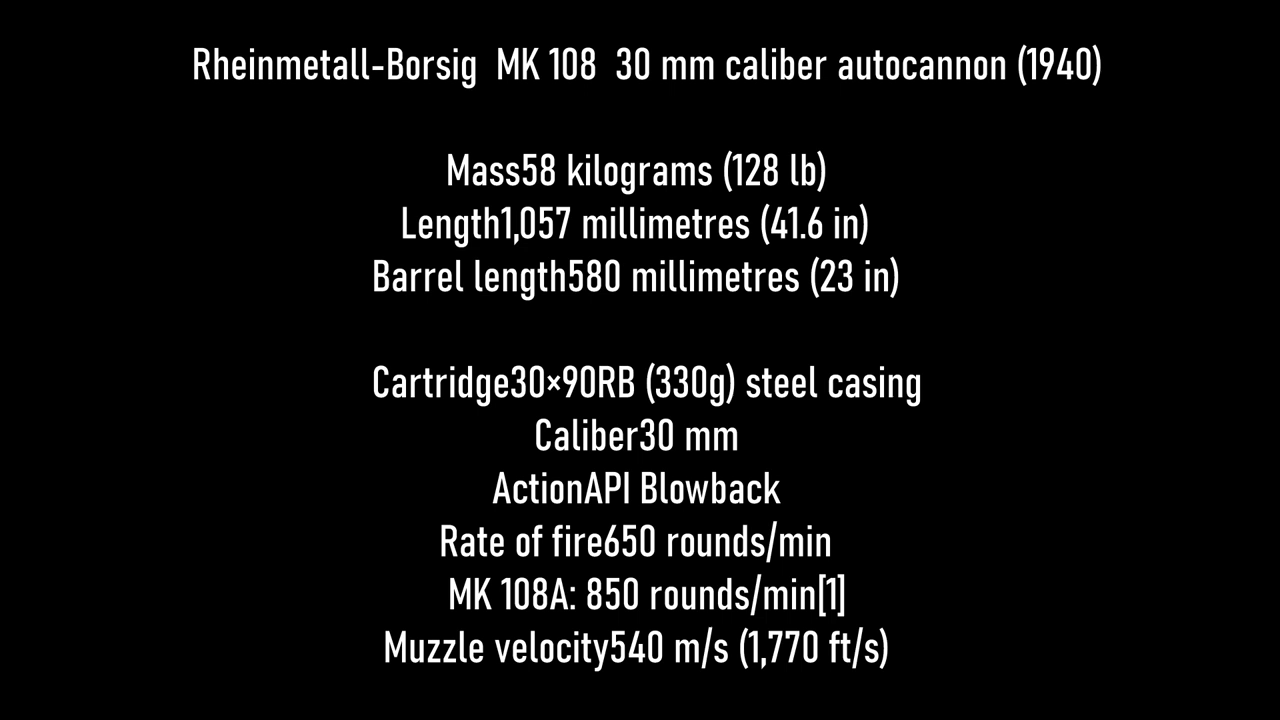 Rheinmetall-Borsig  MK 108  30 mm caliber autocannon (1940)
Mass58 kilograms (128 lb)
Length1,057 millimetres (41.6 in)
Barrel length580 millimetres (23 in)
Cartridge30×90RB (330g) steel casing
Caliber30 mm
ActionAPI Blowback
Rate of fire650 rounds/min
MK 108A: 850 rounds/min[1]
Muzzle velocity540 m/s (1,770 ft/s)